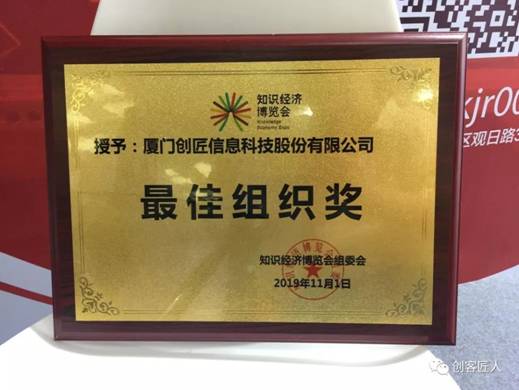 知识经济
博览会
Knowledge
Economy Expo
授予：厦门创匠信息科技股份有限公司
最佳组织奖
知识经济博览会组委会
2019年11月1日
kjr00
区观日路3
创客匠人